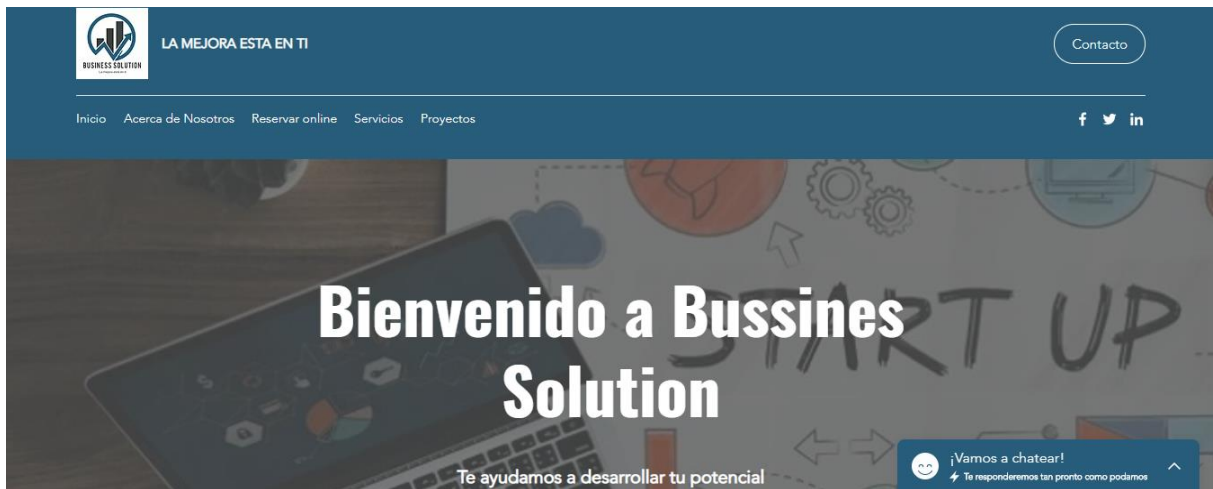 BUSINESS SOLUTION
LA MEJORA ESTA EN TI
Contacto
Inicio Acerca de Nosotros Reservar online Servicios Proyectos
f in
START UP
Bienvenido a Bussines
Solution
Te ayudamos a desarrollar tu potencial
¡Vamos a chatear!
Te responderemos tan pronto como podamos